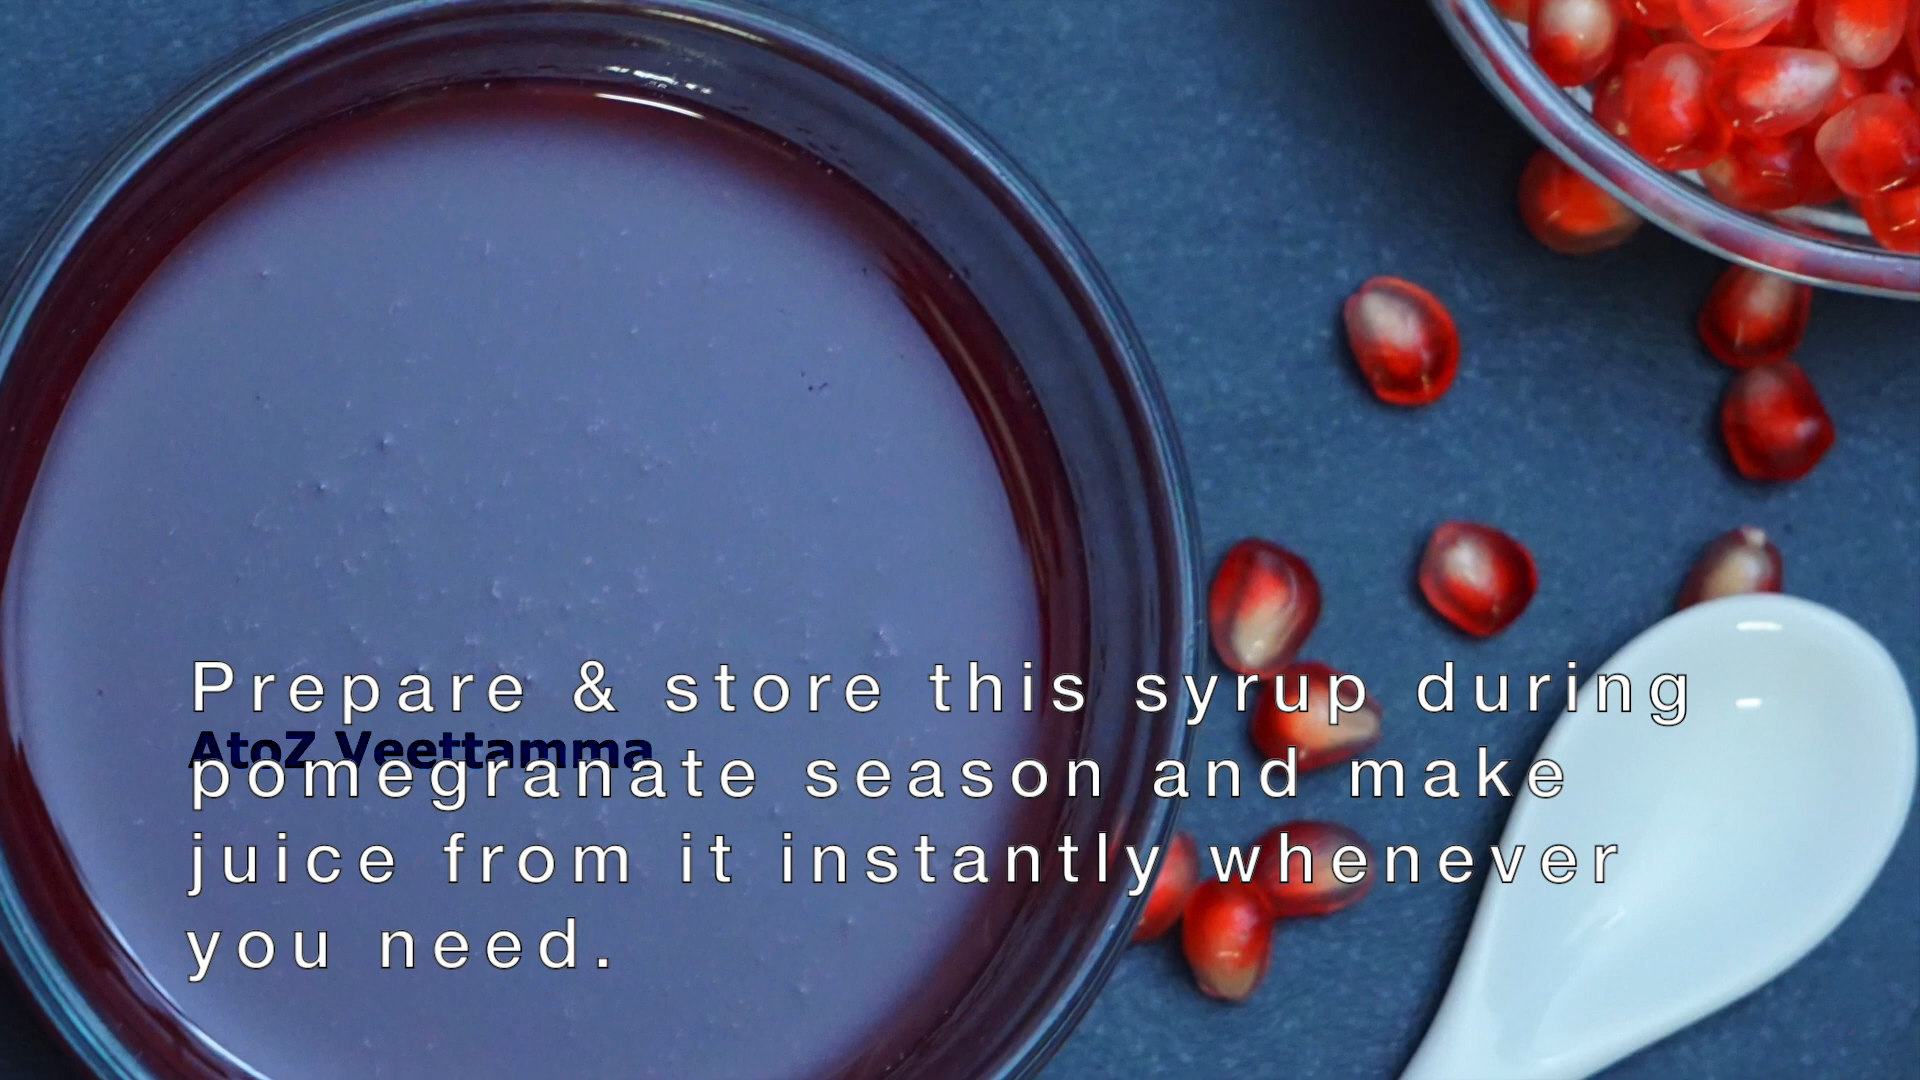 Prepare & store this syrup during
AtoZ Veettamma
pomegranate season and make
juice from it instantly whenever
you need.